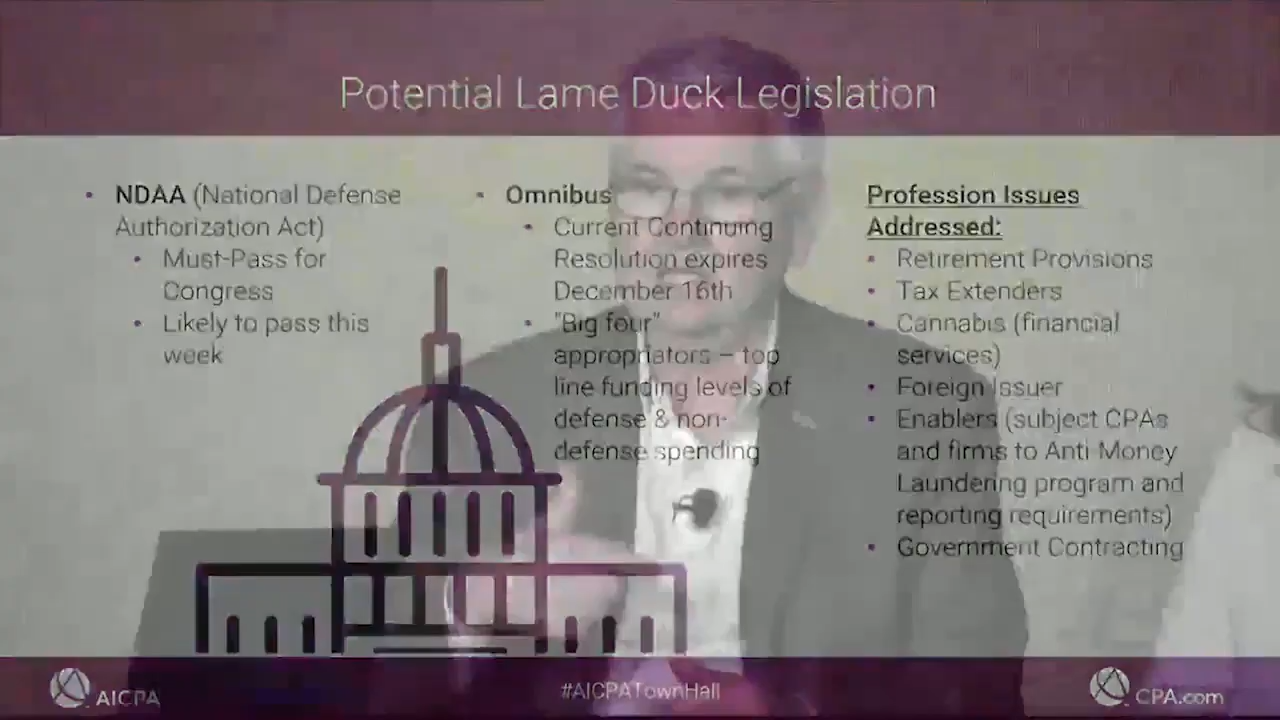 Potential Lame Duck Legislation
• NDAA (National Defense
Authorization Act)
• Must-Pass for
Congress
• Likely to pass this
week
• Omnibus
• Current Continuing
Resolution expires
December 16th
• "Big four"
appropriators – top
line funding levels of
defense & non-
defense spending
Profession Issues
Addressed:
• Retirement Provisions
• Tax Extenders
• Cannabis (financial
services)
• Foreign Issuer
• Enablers (subject CPAs
and firms to Anti Money
Laundering program and
reporting requirements)
• Government Contracting
AICPA
#AICPATownHall
CPA.com